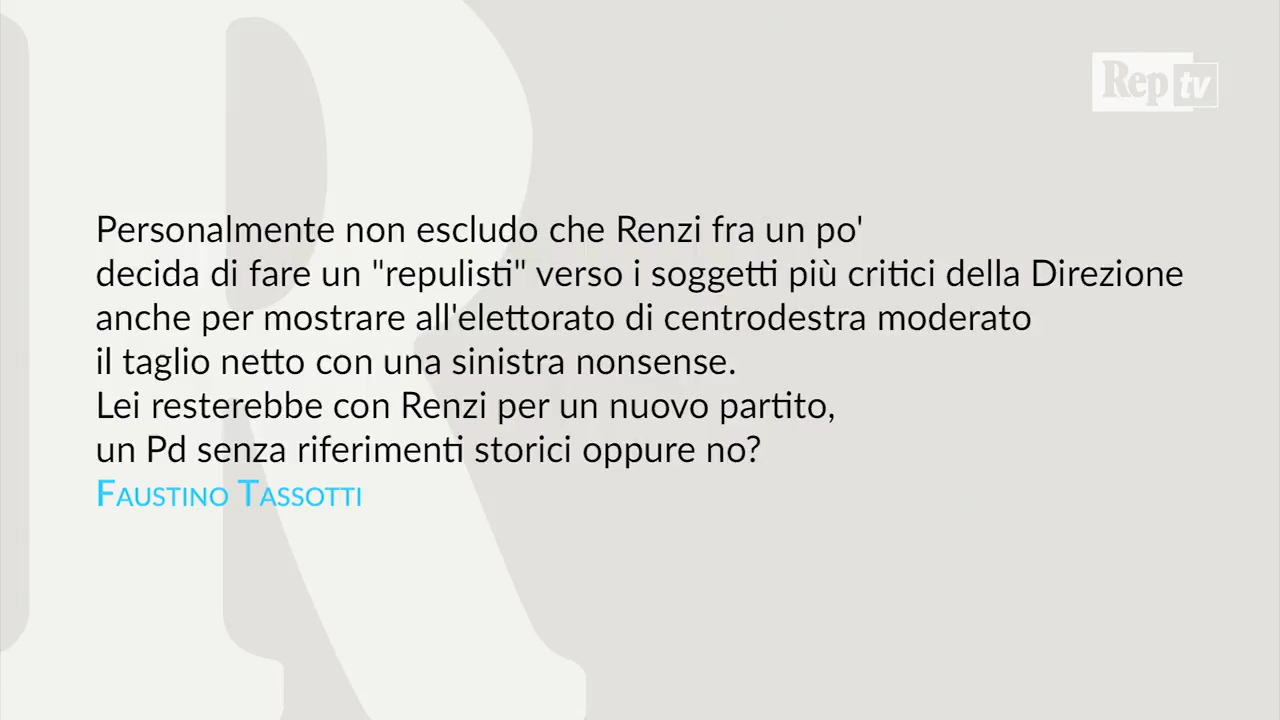 Rep tv
Personalmente non escludo che Renzi fra un po'
decida di fare un "repulisti" verso i soggetti più critici della Direzione
anche per mostrare all'elettorato di centrodestra moderato
il taglio netto con una sinistra nonsense.
Lei resterebbe con Renzi per un nuovo partito,
un Pd senza riferimenti storici oppure no?
FAUSTINO TASSOTTI